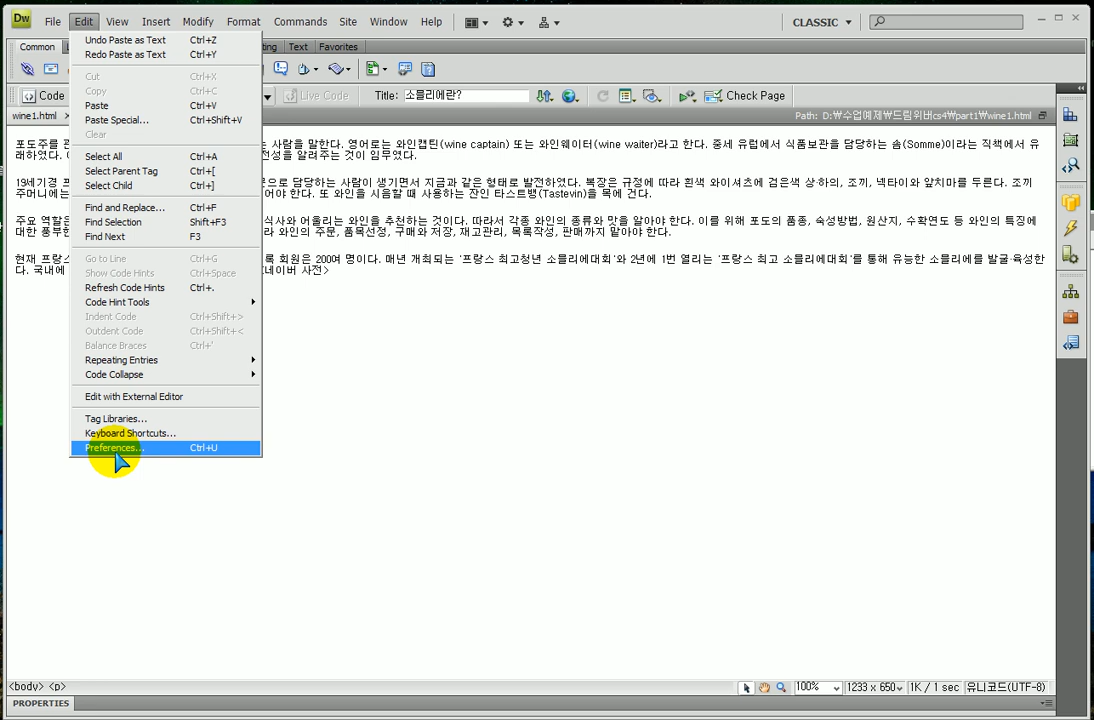 Dw File Edit View Insert Modify Format Commands Site Window Help CLASSIC
Common Text Favorites
Code Live Code Title: 소믈리에란? Check Page
wine1.html Path: D:₩수업예제₩드림위버cs4₩part1₩wine1.html
Undo Paste as Text Ctrl+Z
Redo Paste as Text Ctrl+Y
Cut Ctrl+X
Copy Ctrl+C
Paste Ctrl+V
Paste Special... Ctrl+Shift+V
Clear
Select All Ctrl+A
Select Parent Tag Ctrl+[
Select Child Ctrl+]
Find and Replace... Ctrl+F
Find Selection Shift+F3
Find Next F3
Go to Line Ctrl+G
Show Code Hints Ctrl+Space
Refresh Code Hints Ctrl+.
Code Hint Tools
Indent Code Ctrl+Shift+>
Outdent Code Ctrl+Shift+<
Balance Braces Ctrl+'
Repeating Entries
Code Collapse
Edit with External Editor
Tag Libraries...
Keyboard Shortcuts...
Preferences... Ctrl+U
포도주를 관 는 사람을 말한다. 영어로는 와인캡틴(wine captain) 또는 와인웨이터(wine waiter)라고 한다. 중세 유럽에서 식품보관을 담당하는 솜(Somme)이라는 직책에서 유
래하였다. 전성을 알려주는 것이 임무였다.
19세기경 프 문으로 담당하는 사람이 생기면서 지금과 같은 형태로 발전하였다. 복장은 규정에 따라 흰색 와이셔츠에 검은색 상·하의, 조끼, 넥타이와 앞치마를 두른다. 조끼
주머니에는 어야 한다. 또 와인을 시음할 때 사용하는 잔인 타스트뱅(Tastevin)을 목에 건다.
주요 역할은 식사와 어울리는 와인을 추천하는 것이다. 따라서 각종 와인의 종류와 맛을 알아야 한다. 이를 위해 포도의 품종, 숙성방법, 원산지, 수확연도 등 와인의 특징에
대한 풍부한 라 와인의 주문, 품목선정, 구매와 저장, 재고관리, 목록작성, 판매까지 맡아야 한다.
현재 프랑스 록 회원은 200여 명이다. 매년 개최되는 '프랑스 최고청년 소믈리에대회'와 2년에 1번 열리는 '프랑스 최고 소믈리에대회'를 통해 유능한 소믈리에를 발굴·육성한
다. 국내에 네이버 사전>
<body> <p> 100% 1233 x 650 1K / 1 sec 유니코드(UTF-8)
PROPERTIES